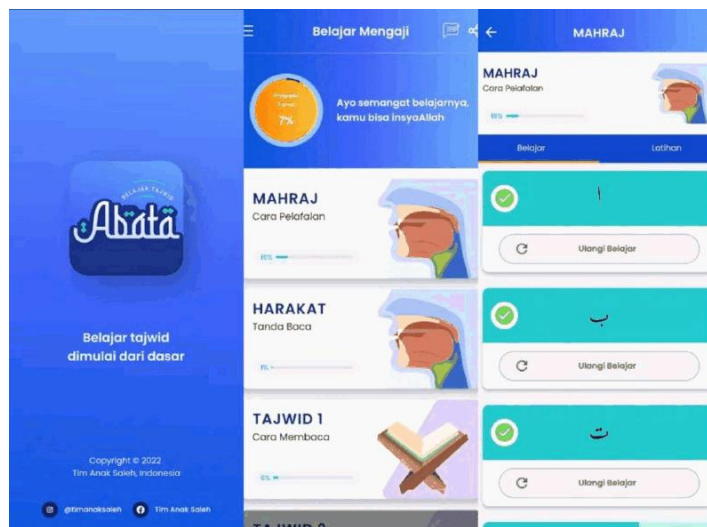 BELAJAR TAJWID
Abata
Belajar tajwid
dimulai dari dasar
Copyright © 2022
Tim Anak Saleh, Indonesia
@timanaksaleh
Tim Anak Saleh
Belajar Mengaji
7%
Ayo semangat belajarnya,
kamu bisa insyaAllah
MAHRAJ
Cara Pelafalan
HARAKAT
Tanda Baca
TAJWID 1
Cara Membaca
TAJWID 2
MAHRAJ
MAHRAJ
Cara Pelafalan
Belajar
Latihan
ا
Ulangi Belajar
ب
Ulangi Belajar
ت
Ulangi Belajar